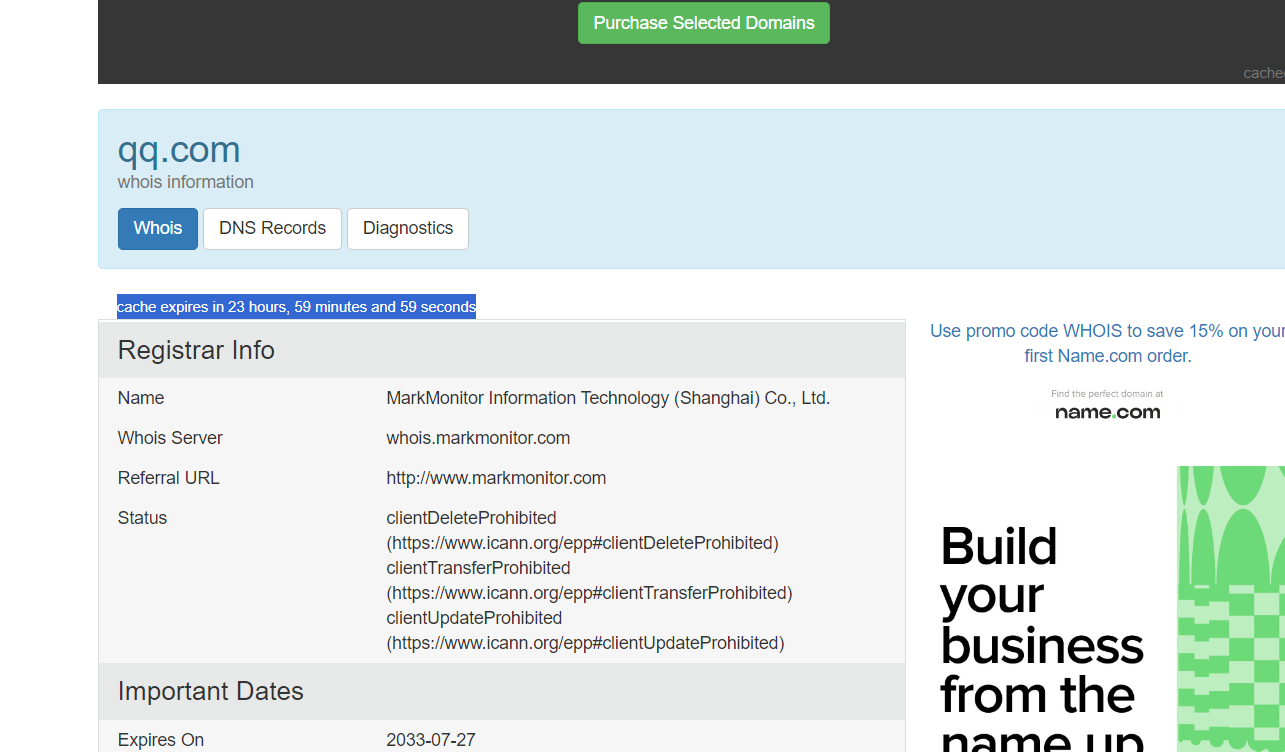 Purchase Selected Domains
qq.com
whois information
Whois
DNS Records
Diagnostics
cache expires in 23 hours, 59 minutes and 59 seconds
Registrar Info
Name
MarkMonitor Information Technology (Shanghai) Co., Ltd.
Whois Server
whois.markmonitor.com
Referral URL
http://www.markmonitor.com
Status
clientDeleteProhibited
(https://www.icann.org/epp#clientDeleteProhibited)
clientTransferProhibited
(https://www.icann.org/epp#clientTransferProhibited)
clientUpdateProhibited
(https://www.icann.org/epp#clientUpdateProhibited)
Important Dates
Expires On
2033-07-27
Use promo code WHOIS to save 15% on your
first Name.com order.
Find the perfect domain at
name.com
Build
your
business
from the
name up